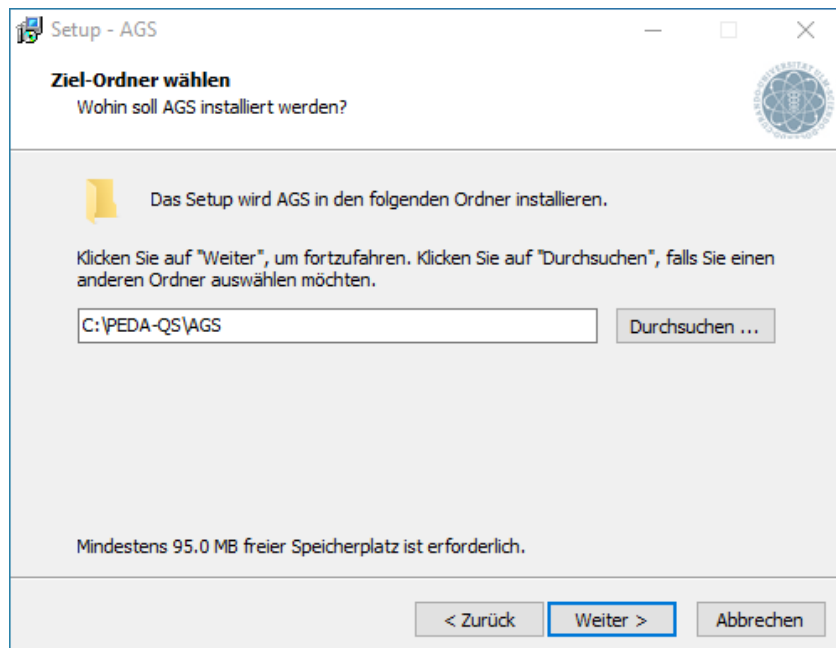 Setup - AGS
Ziel-Ordner wählen
Wohin soll AGS installiert werden?
Das Setup wird AGS in den folgenden Ordner installieren.
Klicken Sie auf "Weiter", um fortzufahren. Klicken Sie auf "Durchsuchen", falls Sie einen
anderen Ordner auswählen möchten.
C:\PEDA-QS\AGS
Durchsuchen ...
Mindestens 95.0 MB freier Speicherplatz ist erforderlich.
< Zurück
Weiter >
Abbrechen